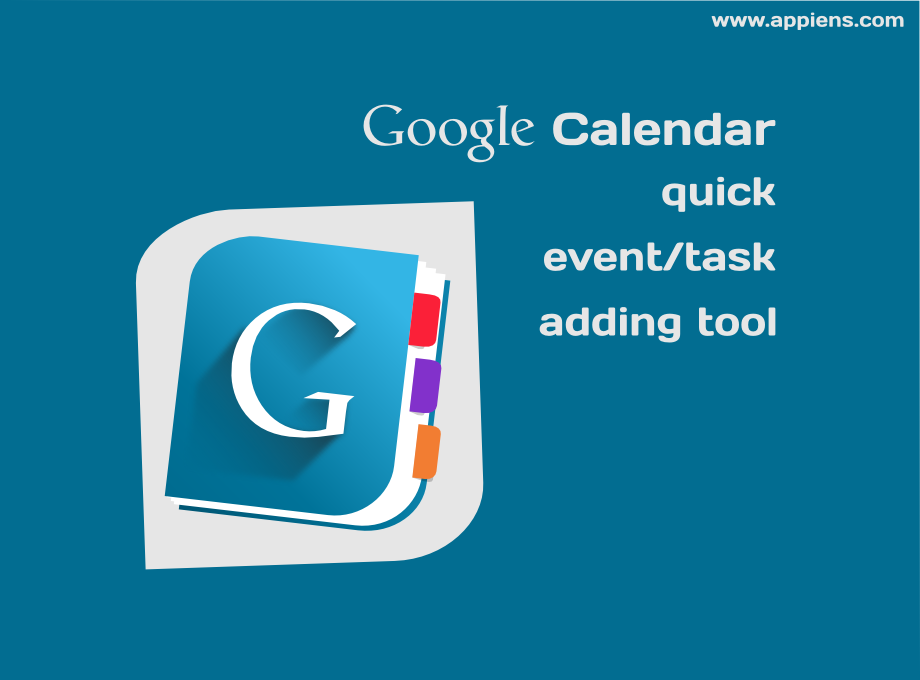 www.appiens.com
Google Calendar
quick
event/task
adding tool
G